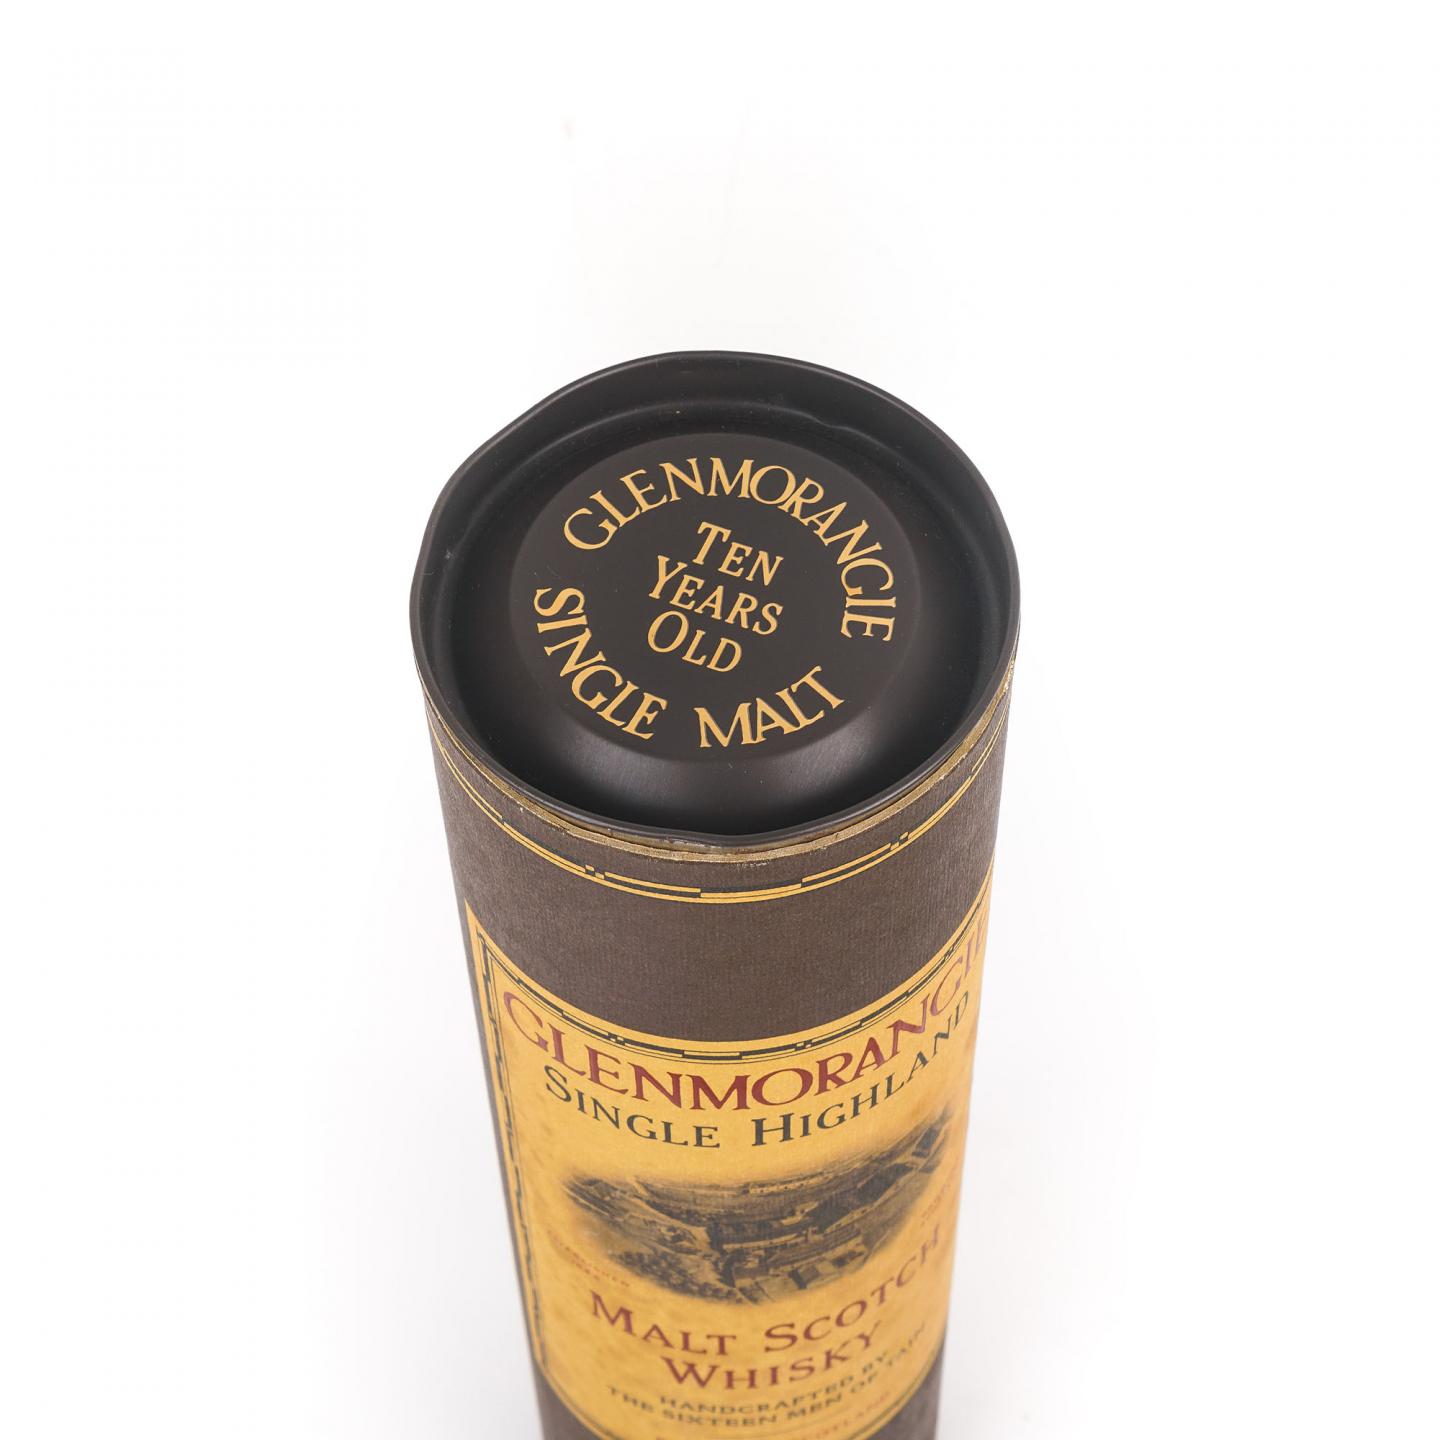 GLENMORANGIE
TEN
YEARS
OLD
SINGLE MALT
GLENMORANGIE
SINGLE HIGHLAND
MALT SCOTCH
WHISKY
HANDCRAFTED BY
THE SIXTEEN MEN OF TAIN